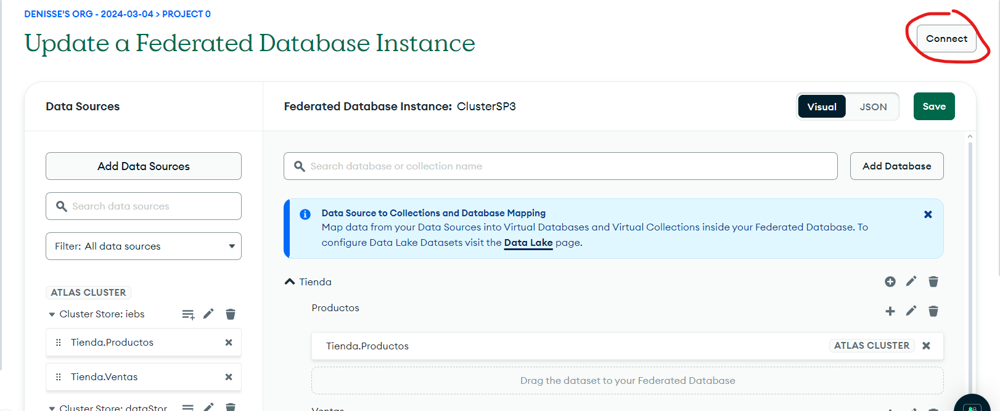 DENISSE'S ORG - 2024-03-04 > PROJECT 0
Update a Federated Database Instance
Connect
Data Sources
Federated Database Instance: ClusterSP3
Visual
JSON
Save
Add Data Sources
Search data sources
Filter: All data sources
ATLAS CLUSTER
Cluster Store: iebs
Tienda.Productos
Tienda.Ventas
Cluster Store: dataStor
Search database or collection name
Add Database
Data Source to Collections and Database Mapping
Map data from your Data Sources into Virtual Databases and Virtual Collections inside your Federated Database. To
configure Data Lake Datasets visit the Data Lake page.
Tienda
Productos
Tienda.Productos
ATLAS CLUSTER
Drag the dataset to your Federated Database
Ventas